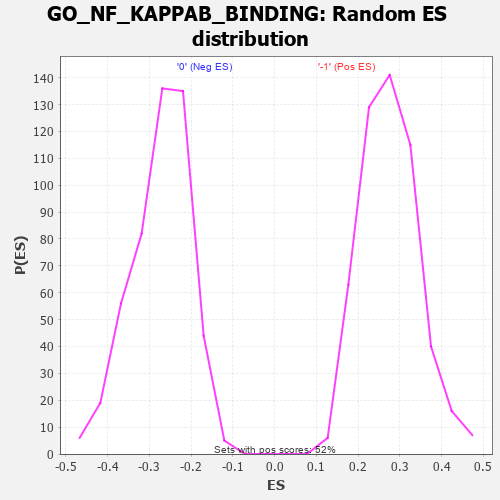 GO_NF_KAPPAB_BINDING: Random ES
distribution
'0' (Neg ES)
'-1' (Pos ES)
140
130
120
110
100
90
80
70
60
50
40
30
20
10
0
P(ES)
Sets with pos scores: 52%
-0.5 -0.4 -0.3 -0.2 -0.1 0.0 0.1 0.2 0.3 0.4 0.5
ES